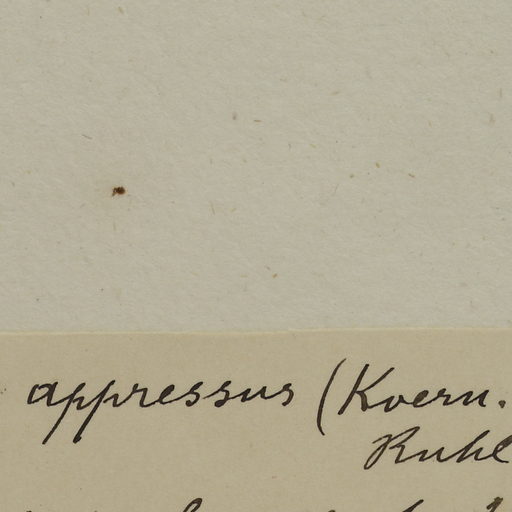 appressus (Koern.
Ruhl